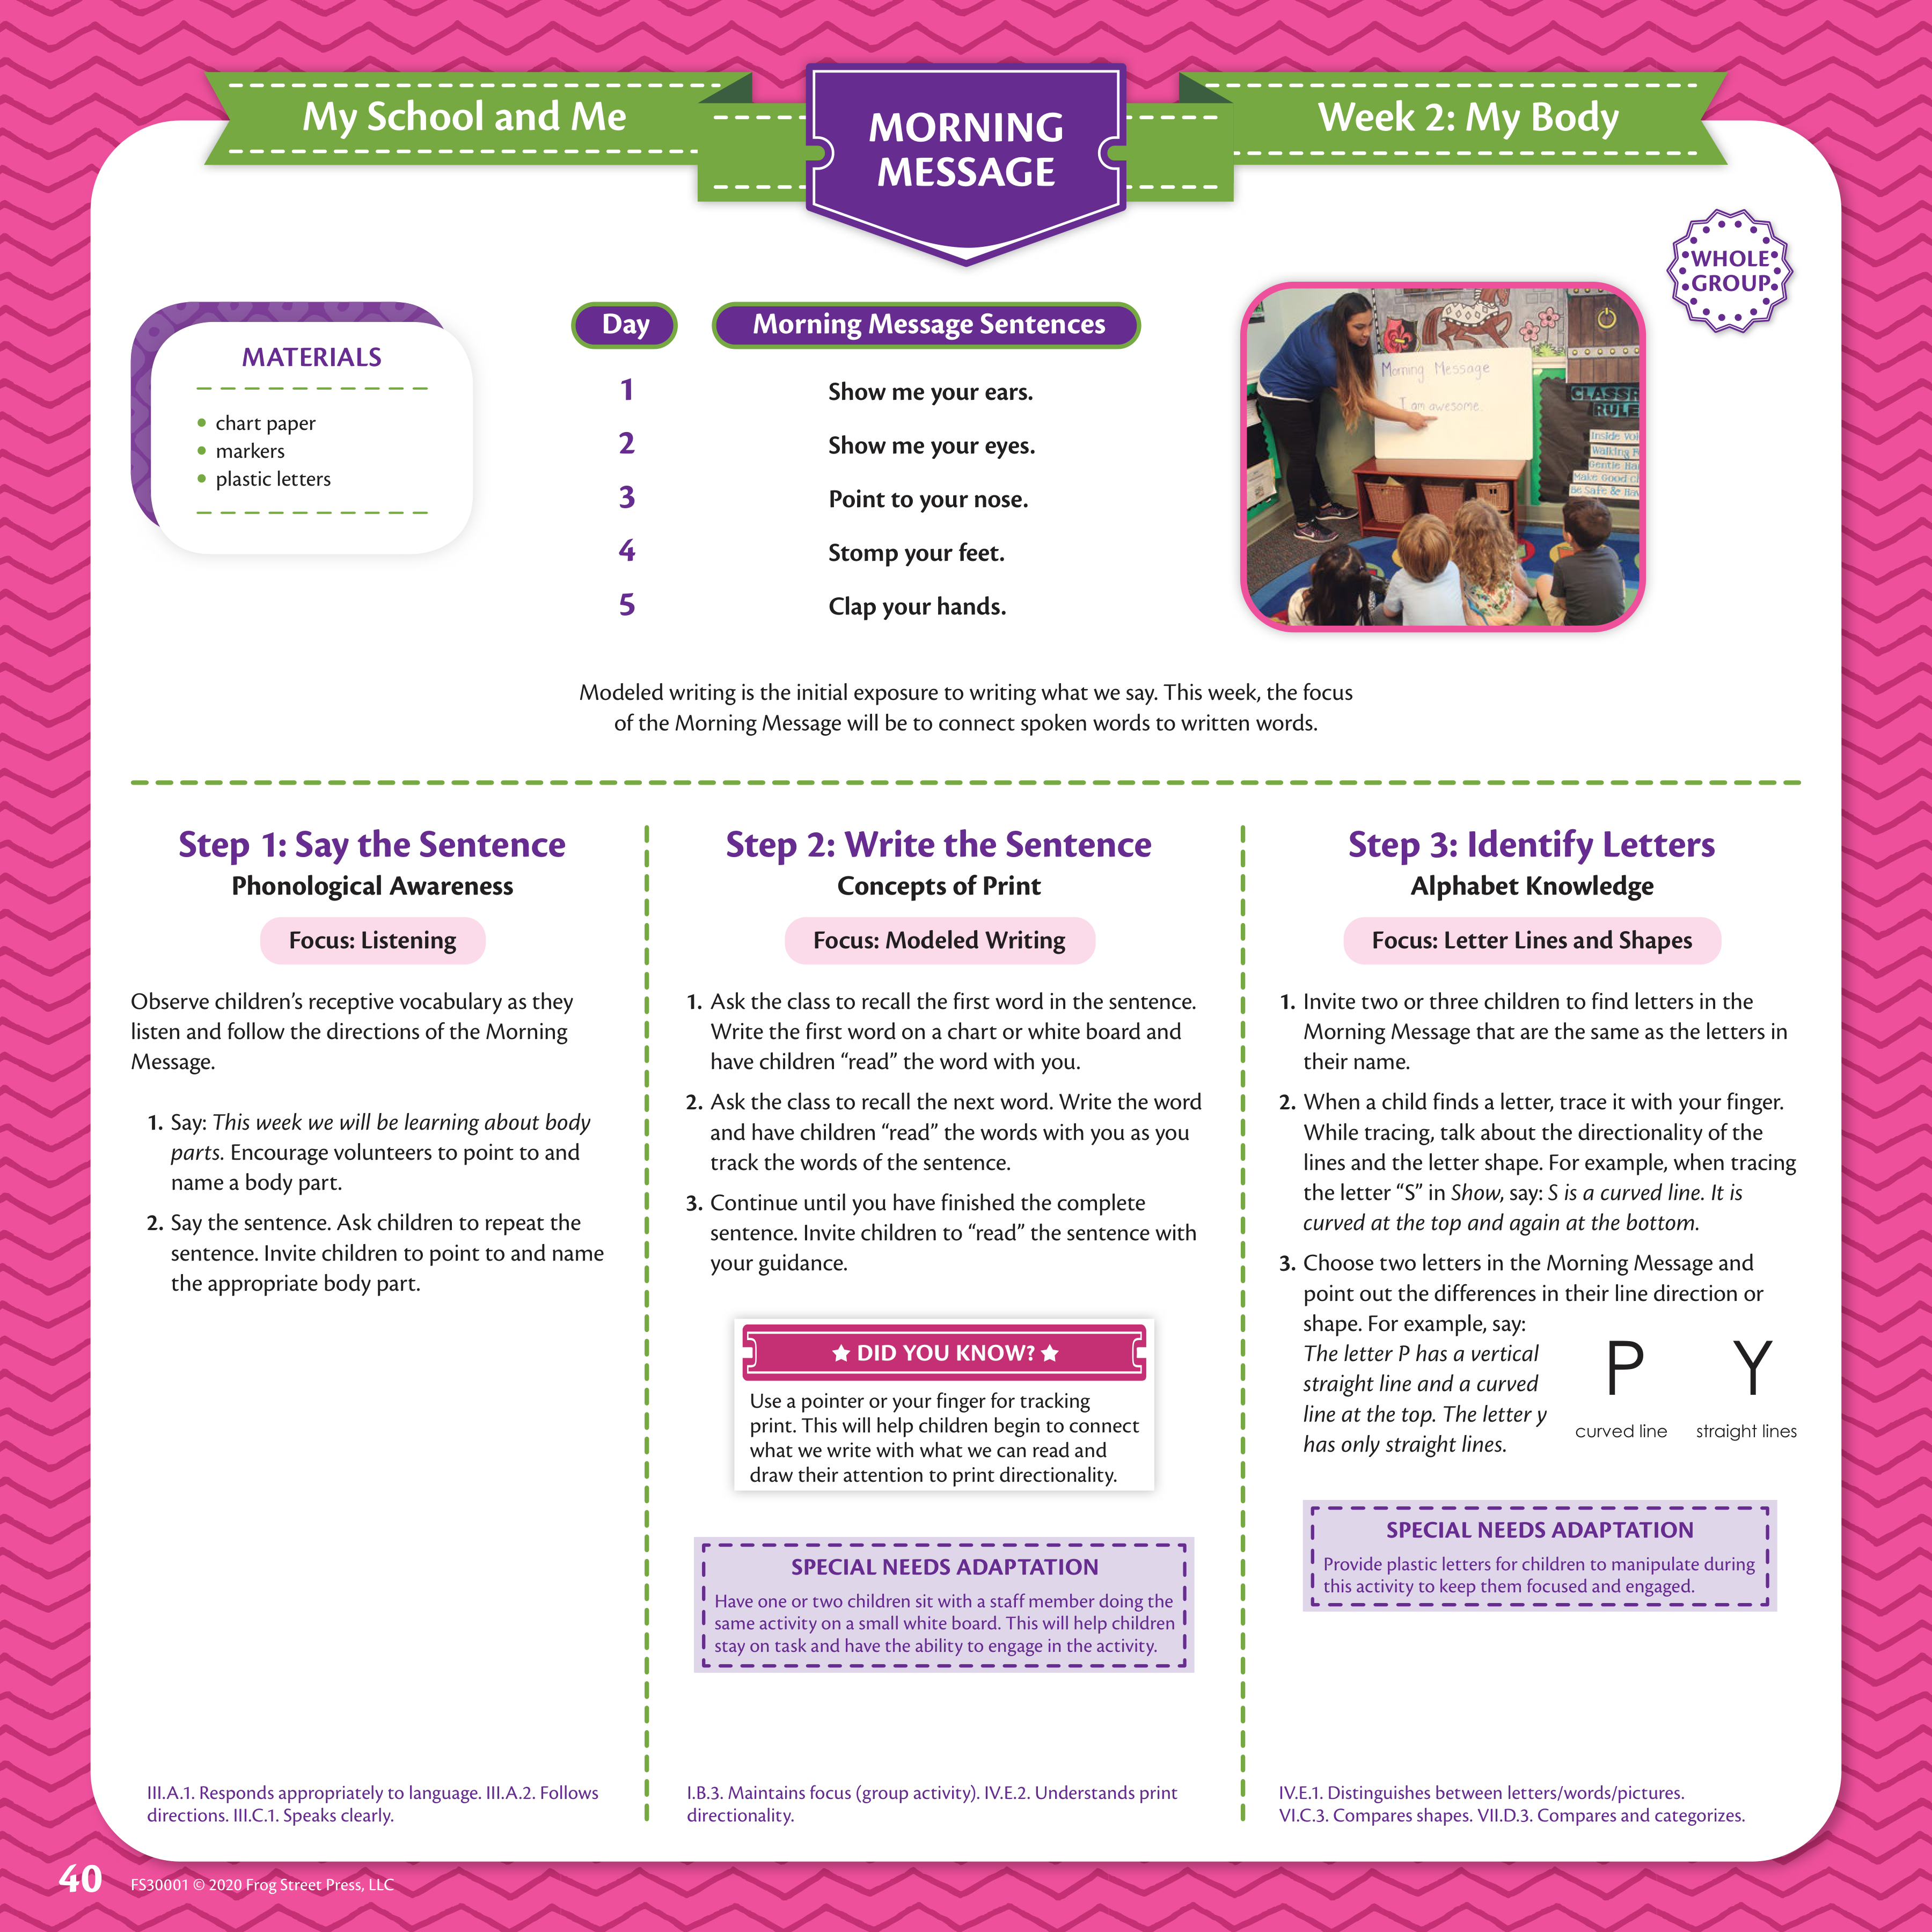 My School and Me
MORNING
MESSAGE
Week 2: My Body
WHOLE
GROUP
MATERIALS
• chart paper
• markers
• plastic letters
Day Morning Message Sentences
1 Show me your ears.
2 Show me your eyes.
3 Point to your nose.
4 Stomp your feet.
5 Clap your hands.
Morning Message
I am awesome.
CLASSR
RULE
Inside Voi
Walking F
Gentle Ha
Make Good c
Be Safe & Hav
Modeled writing is the initial exposure to writing what we say. This week, the focus
of the Morning Message will be to connect spoken words to written words.
Step 1: Say the Sentence
Phonological Awareness
Focus: Listening
Observe children’s receptive vocabulary as they
listen and follow the directions of the Morning
Message.
1. Say: This week we will be learning about body
parts. Encourage volunteers to point to and
name a body part.
2. Say the sentence. Ask children to repeat the
sentence. Invite children to point to and name
the appropriate body part.
III.A.1. Responds appropriately to language. III.A.2. Follows
directions. III.C.1. Speaks clearly.
Step 2: Write the Sentence
Concepts of Print
Focus: Modeled Writing
1. Ask the class to recall the first word in the sentence.
Write the first word on a chart or white board and
have children “read” the word with you.
2. Ask the class to recall the next word. Write the word
and have children “read” the words with you as you
track the words of the sentence.
3. Continue until you have finished the complete
sentence. Invite children to “read” the sentence with
your guidance.
★ DID YOU KNOW? ★
Use a pointer or your finger for tracking
print. This will help children begin to connect
what we write with what we can read and
draw their attention to print directionality.
SPECIAL NEEDS ADAPTATION
Have one or two children sit with a staff member doing the
same activity on a small white board. This will help children
stay on task and have the ability to engage in the activity.
I.B.3. Maintains focus (group activity). IV.E.2. Understands print
directionality.
Step 3: Identify Letters
Alphabet Knowledge
Focus: Letter Lines and Shapes
1. Invite two or three children to find letters in the
Morning Message that are the same as the letters in
their name.
2. When a child finds a letter, trace it with your finger.
While tracing, talk about the directionality of the
lines and the letter shape. For example, when tracing
the letter “S” in Show, say: S is a curved line. It is
curved at the top and again at the bottom.
3. Choose two letters in the Morning Message and
point out the differences in their line direction or
shape. For example, say:
The letter P has a vertical
straight line and a curved
line at the top. The letter y
has only straight lines.
P Y
curved line straight lines
SPECIAL NEEDS ADAPTATION
Provide plastic letters for children to manipulate during
this activity to keep them focused and engaged.
IV.E.1. Distinguishes between letters/words/pictures.
VI.C.3. Compares shapes. VII.D.3. Compares and categorizes.
40 FS30001 © 2020 Frog Street Press, LLC